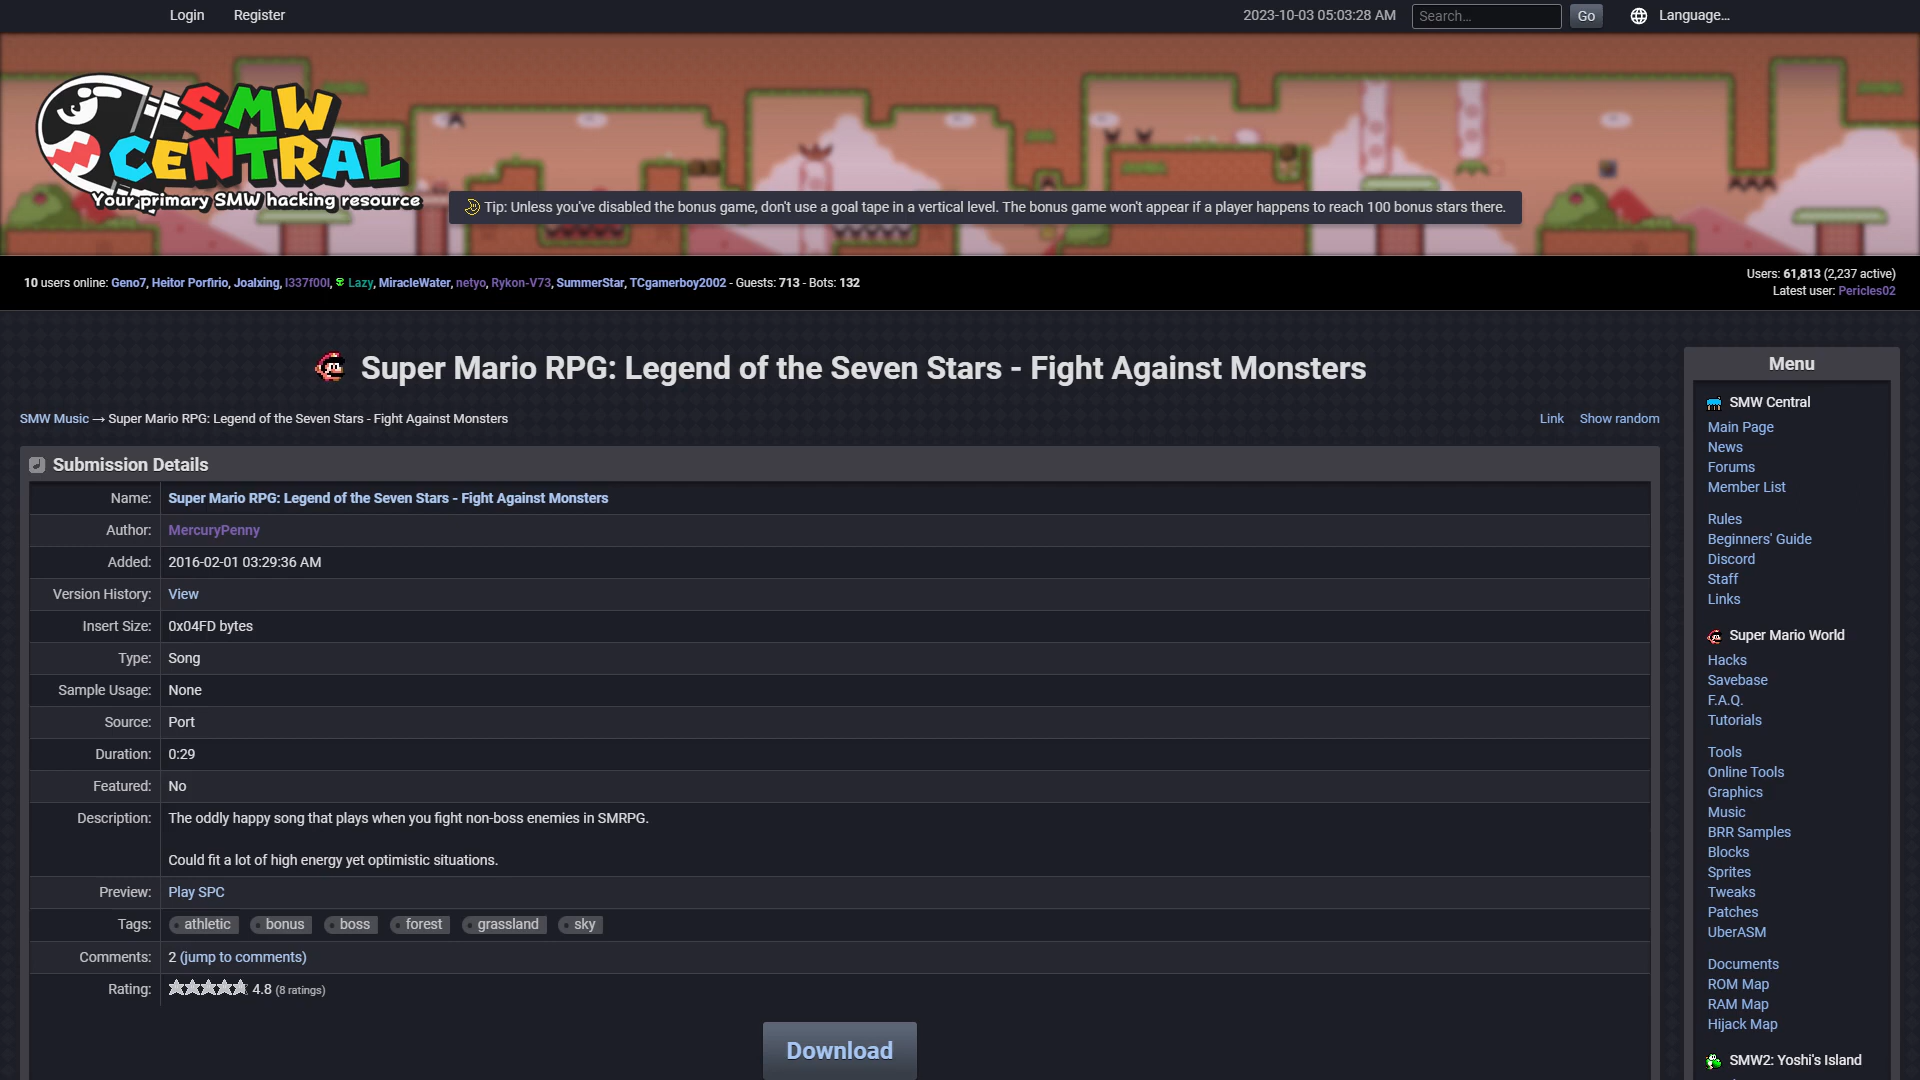 Login Register 2023-10-03 05:03:28 AM Search... Go Language...
SMW
CENTRAL
Your primary SMW hacking resource
Tip: Unless you've disabled the bonus game, don't use a goal tape in a vertical level. The bonus game won't appear if a player happens to reach 100 bonus stars there.
10 users online: Geno7, Heitor Porfirio, Joalxing, l337f00l, Lazy, MiracleWater, netyo, Rykon-V73, SummerStar, TCgamerboy2002 - Guests: 713 - Bots: 132
Users: 61,813 (2,237 active)
Latest user: Pericles02
Super Mario RPG: Legend of the Seven Stars - Fight Against Monsters
SMW Music → Super Mario RPG: Legend of the Seven Stars - Fight Against Monsters
Link Show random
Submission Details
Name: Super Mario RPG: Legend of the Seven Stars - Fight Against Monsters
Author: MercuryPenny
Added: 2016-02-01 03:29:36 AM
Version History: View
Insert Size: 0x04FD bytes
Type: Song
Sample Usage: None
Source: Port
Duration: 0:29
Featured: No
Description: The oddly happy song that plays when you fight non-boss enemies in SMRPG.
Could fit a lot of high energy yet optimistic situations.
Preview: Play SPC
Tags: athletic bonus boss forest grassland sky
Comments: 2 (jump to comments)
Rating: 4.8 (8 ratings)
Download
Menu
SMW Central
Main Page
News
Forums
Member List
Rules
Beginners' Guide
Discord
Staff
Links
Super Mario World
Hacks
Savebase
F.A.Q.
Tutorials
Tools
Online Tools
Graphics
Music
BRR Samples
Blocks
Sprites
Tweaks
Patches
UberASM
Documents
ROM Map
RAM Map
Hijack Map
SMW2: Yoshi's Island